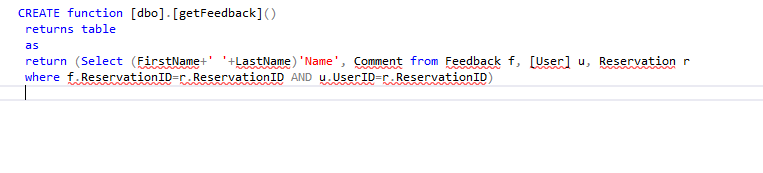 CREATE function [dbo].[getFeedback]()
returns table
as
return (Select (FirstName+' '+LastName)'Name', Comment from Feedback f, [User] u, Reservation r
where f.ReservationID=r.ReservationID AND u.UserID=r.ReservationID)